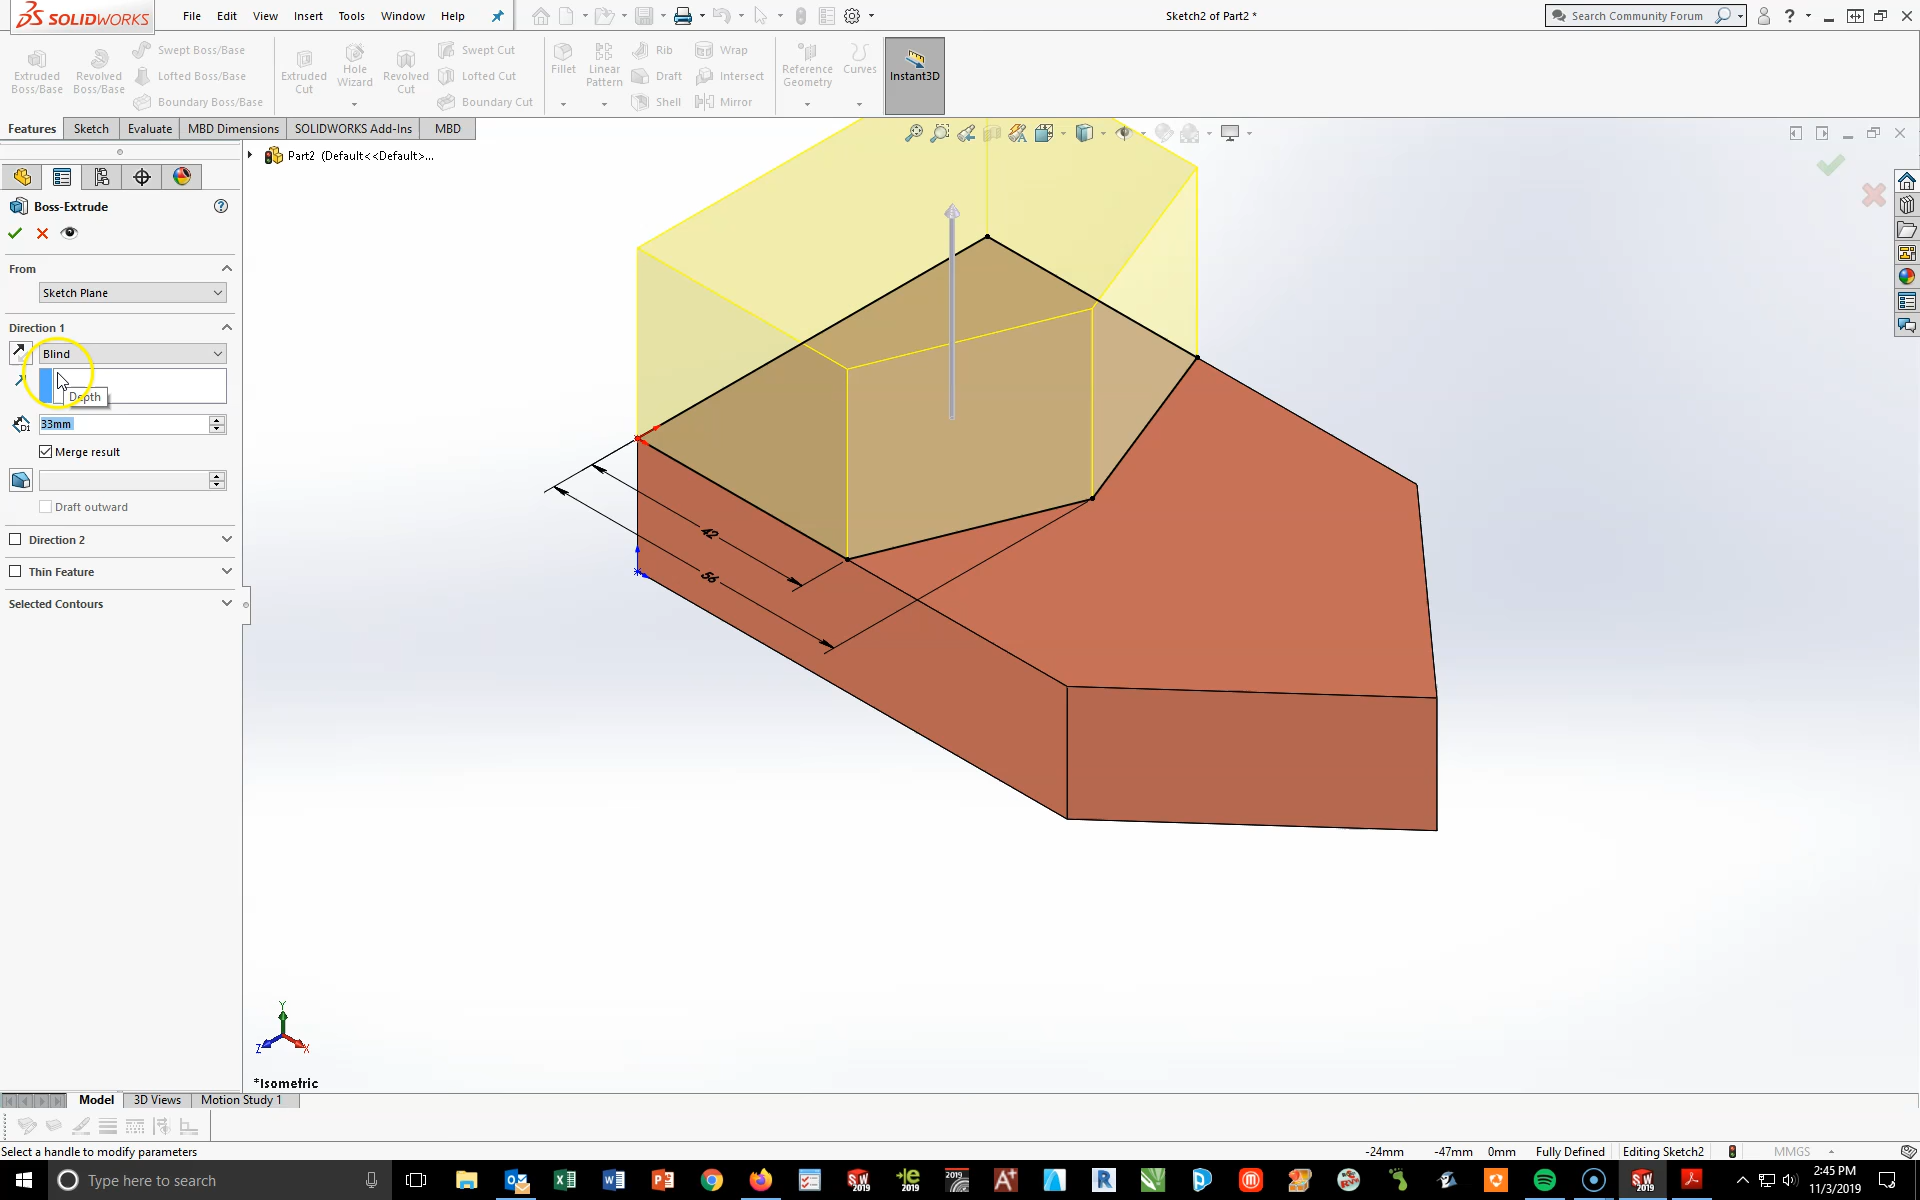 SOLIDWORKS
File Edit View Insert Tools Window Help
Sketch2 of Part2 *
Search Community Forum
Extruded Boss/Base
Revolved Boss/Base
Swept Boss/Base
Lofted Boss/Base
Boundary Boss/Base
Extruded Cut
Hole Wizard
Revolved Cut
Swept Cut
Lofted Cut
Boundary Cut
Fillet
Linear Pattern
Rib
Draft
Shell
Wrap
Intersect
Mirror
Reference Geometry
Curves
Instant3D
Features Sketch Evaluate MBD Dimensions SOLIDWORKS Add-Ins MBD
Part2 (Default<<Default>...
Boss-Extrude
From
Sketch Plane
Direction 1
Blind
Depth
33mm
Merge result
Draft outward
Direction 2
Thin Feature
Selected Contours
42
56
Y
Z
X
*Isometric
Model 3D Views Motion Study 1
Select a handle to modify parameters
-24mm -47mm 0mm Fully Defined Editing Sketch2 MMGS
Type here to search
2:45 PM
11/3/2019